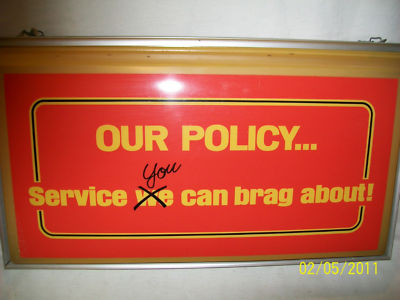 OUR POLICY...
You
Service We can brag about!
02/05/2011